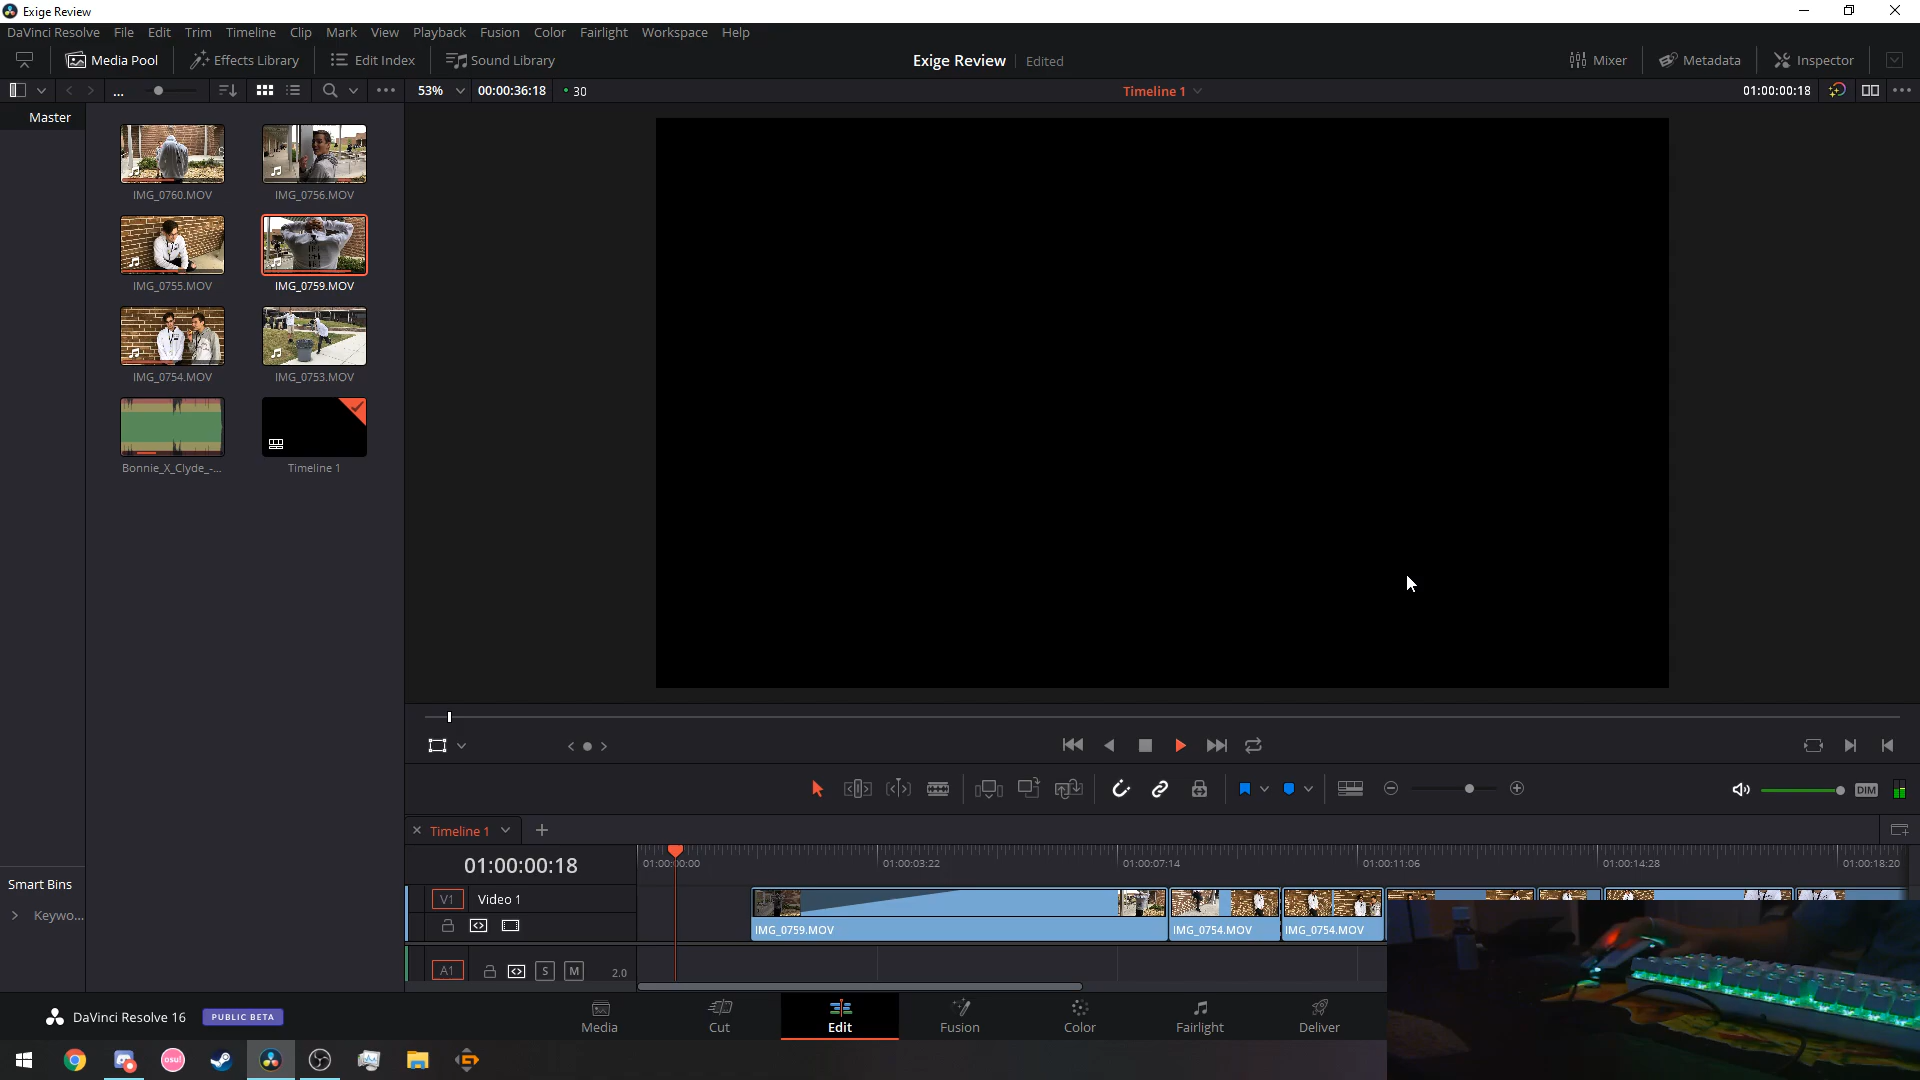 Exige Review
DaVinci Resolve File Edit Trim Timeline Clip Mark View Playback Fusion Color Fairlight Workspace Help
Media Pool Effects Library Edit Index Sound Library Exige Review Edited Mixer Metadata Inspector
... 53% 00:00:36:18 30 Timeline 1 01:00:00:18
Master
IMG_0760.MOV IMG_0756.MOV
IMG_0755.MOV IMG_0759.MOV
IMG_0754.MOV IMG_0753.MOV
Bonnie_X_Clyde_-... Timeline 1
DIM
Timeline 1
01:00:00:18 01:00:00:00 01:00:03:22 01:00:07:14 01:00:11:06 01:00:14:28 01:00:18:20
Smart Bins
V1 Video 1
Keywo...
IMG_0759.MOV IMG_0754.MOV IMG_0754.MOV
A1 S M 2.0
DaVinci Resolve 16 PUBLIC BETA
Media Cut Edit Fusion Color Fairlight Deliver
osu!